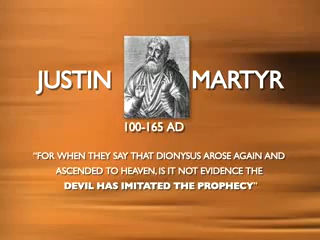 JUSTIN MARTYR
100-165 AD
"FOR WHEN THEY SAY THAT DIONYSUS AROSE AGAIN AND
ASCENDED TO HEAVEN, IS IT NOT EVIDENCE THE
DEVIL HAS IMITATED THE PROPHECY"